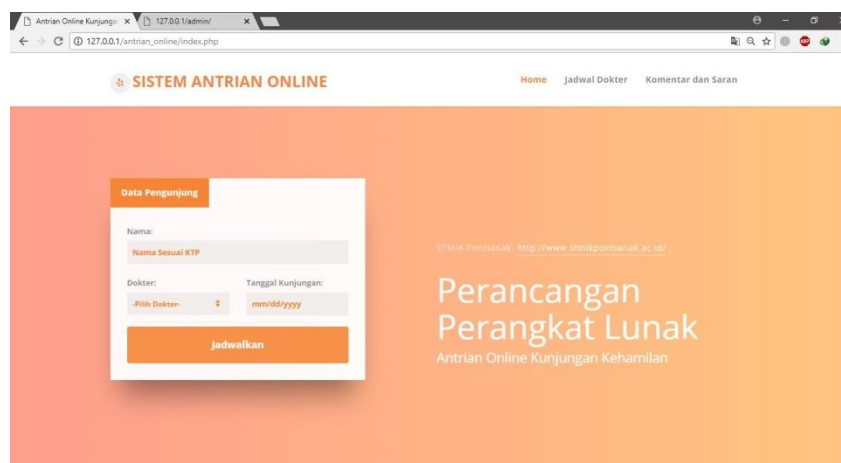 Antrian Online Kunjunga
127.0.0.1/admin/
127.0.0.1/antrian_online/index.php
SISTEM ANTRIAN ONLINE
Home
Jadwal Dokter
Komentar dan Saran
Data Pengunjung
Nama:
Nama Sesuai KTP
Dokter:
Tanggal Kunjungan:
-Pilih Dokter-
mm/dd/yyyy
Jadwalkan
STMIK Pontianak: http://www.stmikpontianak.ac.id/
Perancangan
Perangkat Lunak
Antrian Online Kunjungan Kehamilan